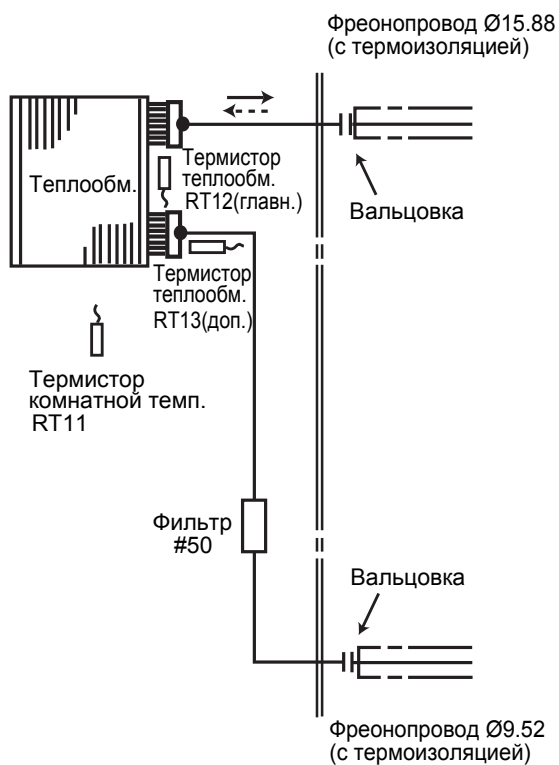 Фреонопровод Ø15.88
(с термоизоляцией)
Теплообм.
Термистор
теплообм.
RT12(главн.)
Вальцовка
Термистор
теплообм.
RT13(доп.)
Термистор
комнатной темп.
RT11
Фильтр
#50
Вальцовка
Фреонопровод Ø9.52
(с термоизоляцией)